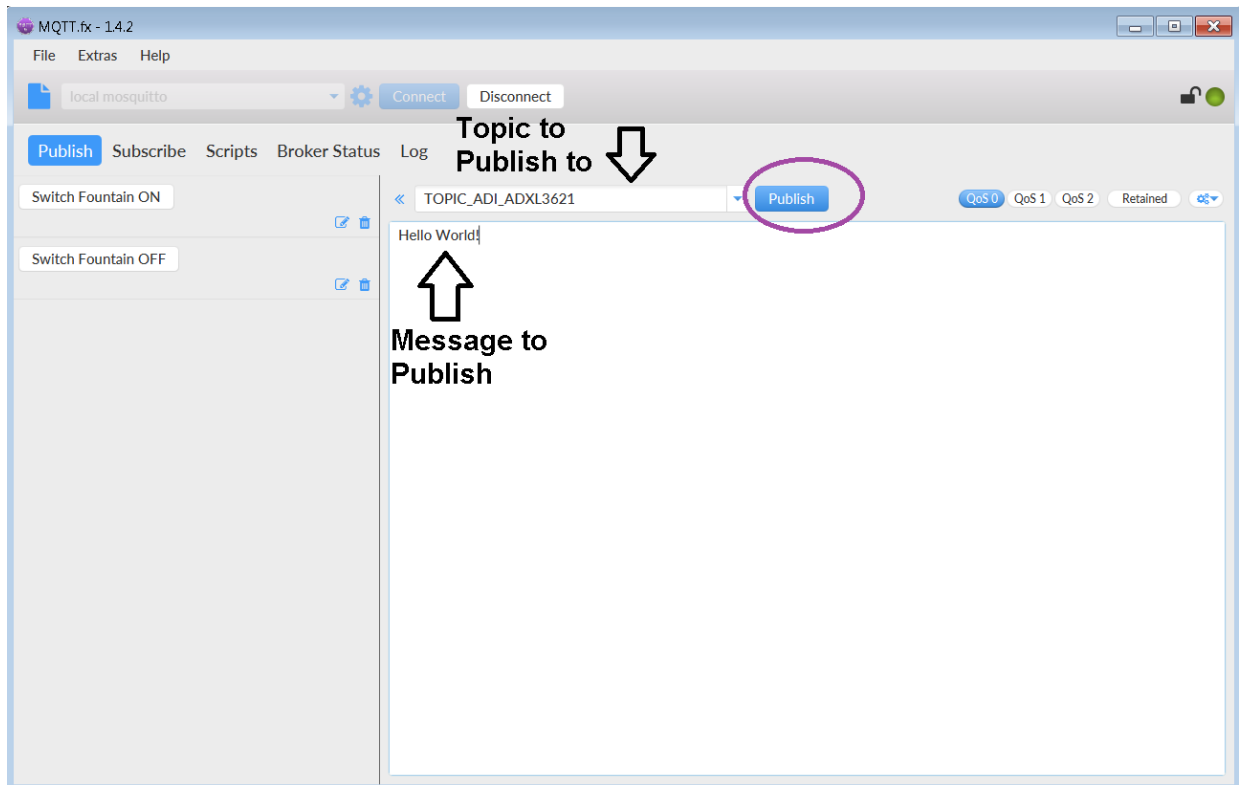 MQTT.fx - 1.4.2
File Extras Help
local mosquitto Connect Disconnect
Topic to
Publish to
Publish Subscribe Scripts Broker Status Log
Switch Fountain ON
Switch Fountain OFF
« TOPIC_ADI_ADXL3621 Publish QoS 0 QoS 1 QoS 2 Retained
Hello World!
Message to
Publish